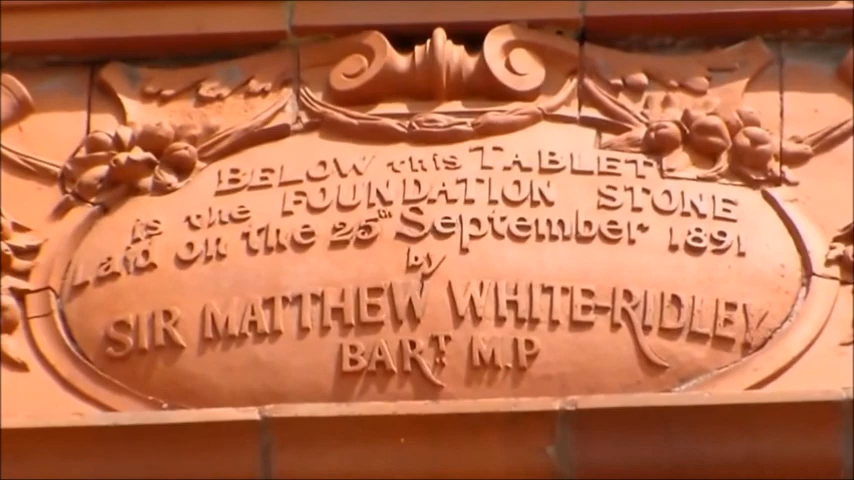 BELOW THIS TABLET
is the FOUNDATION STONE
Laid on the 25th September 1891
by
SIR MATTHEW WHITE-RIDLEY
BART. M.P